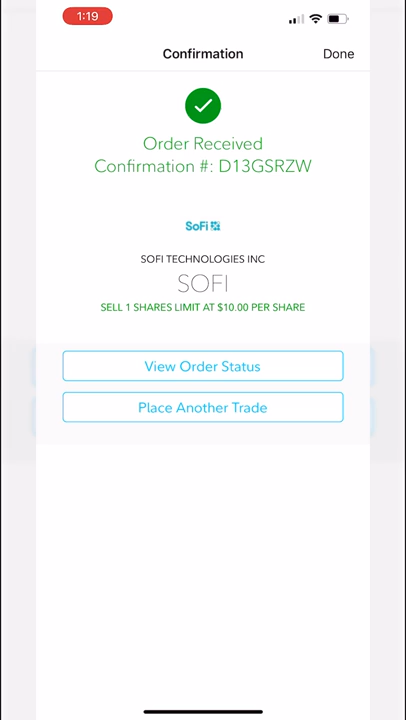 1:19
Confirmation
Done
Order Received
Confirmation #: D13GSRZW
SoFi
SOFI TECHNOLOGIES INC
SOFI
SELL 1 SHARES LIMIT AT $10.00 PER SHARE
View Order Status
Place Another Trade